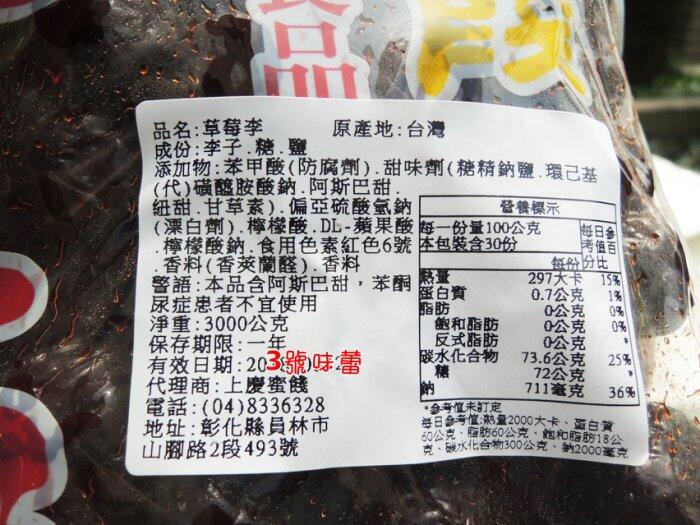 食品
品名:草莓李 原產地:台灣
成份:李子.糖.鹽
添加物:苯甲酸(防腐劑).甜味劑(糖精鈉鹽.環己基
(代)磺醯胺酸鈉.阿斯巴甜.
紐甜.甘草素).偏亞硫酸氫鈉
(漂白劑).檸檬酸.DL-蘋果酸
.檸檬酸鈉.食用色素紅色6號
.香料(香莢蘭醛).香料
警語:本品含阿斯巴甜,苯酮
尿症患者不宜使用
淨重:3000公克
保存期限:一年
有效日期:20
3號味蕾
代理商:上慶蜜餞
電話:(04)8336328
地址:彰化縣員林市
山腳路2段493號
營養標示
每一份量100公克
本包裝含30份
每份 每日參考值百分比
熱量 297大卡 15%
蛋白質 0.7公克 1%
脂肪 0公克 0%
飽和脂肪 0公克 0%
反式脂肪 0公克 *
碳水化合物 73.6公克 25%
糖 72公克 *
鈉 711毫克 36%
*參考值未訂定
每日參考值:熱量2000大卡、蛋白質
60公克、脂肪60公克、飽和脂肪18公
克、碳水化合物300公克、鈉2000毫克